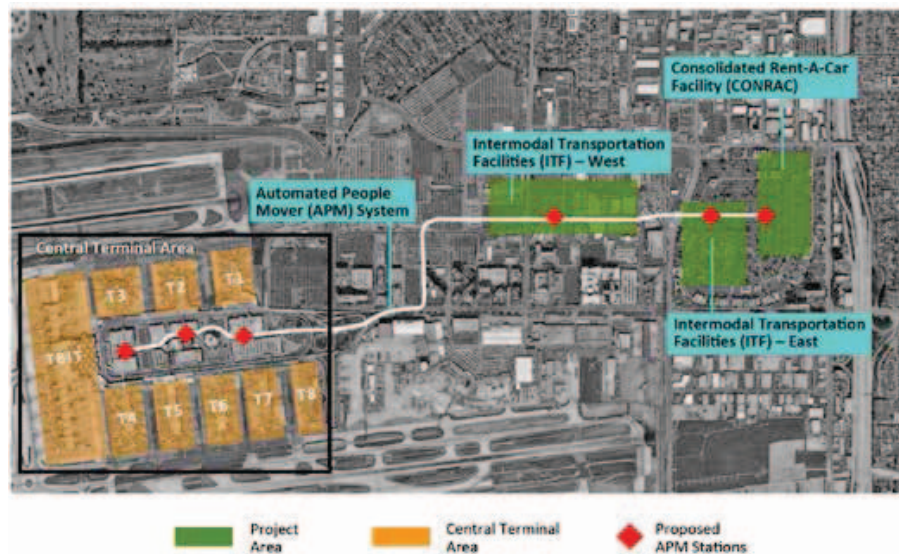 Consolidated Rent-A-Car
Facility (CONRAC)
Intermodal Transportation
Facilities (ITF) – West
Automated People
Mover (APM) System
Central Terminal Area
T3
T2
T1
TBIT
T4
T5
T6
T7
T8
Intermodal Transportation
Facilities (ITF) – East
Project
Area
Central Terminal
Area
Proposed
APM Stations